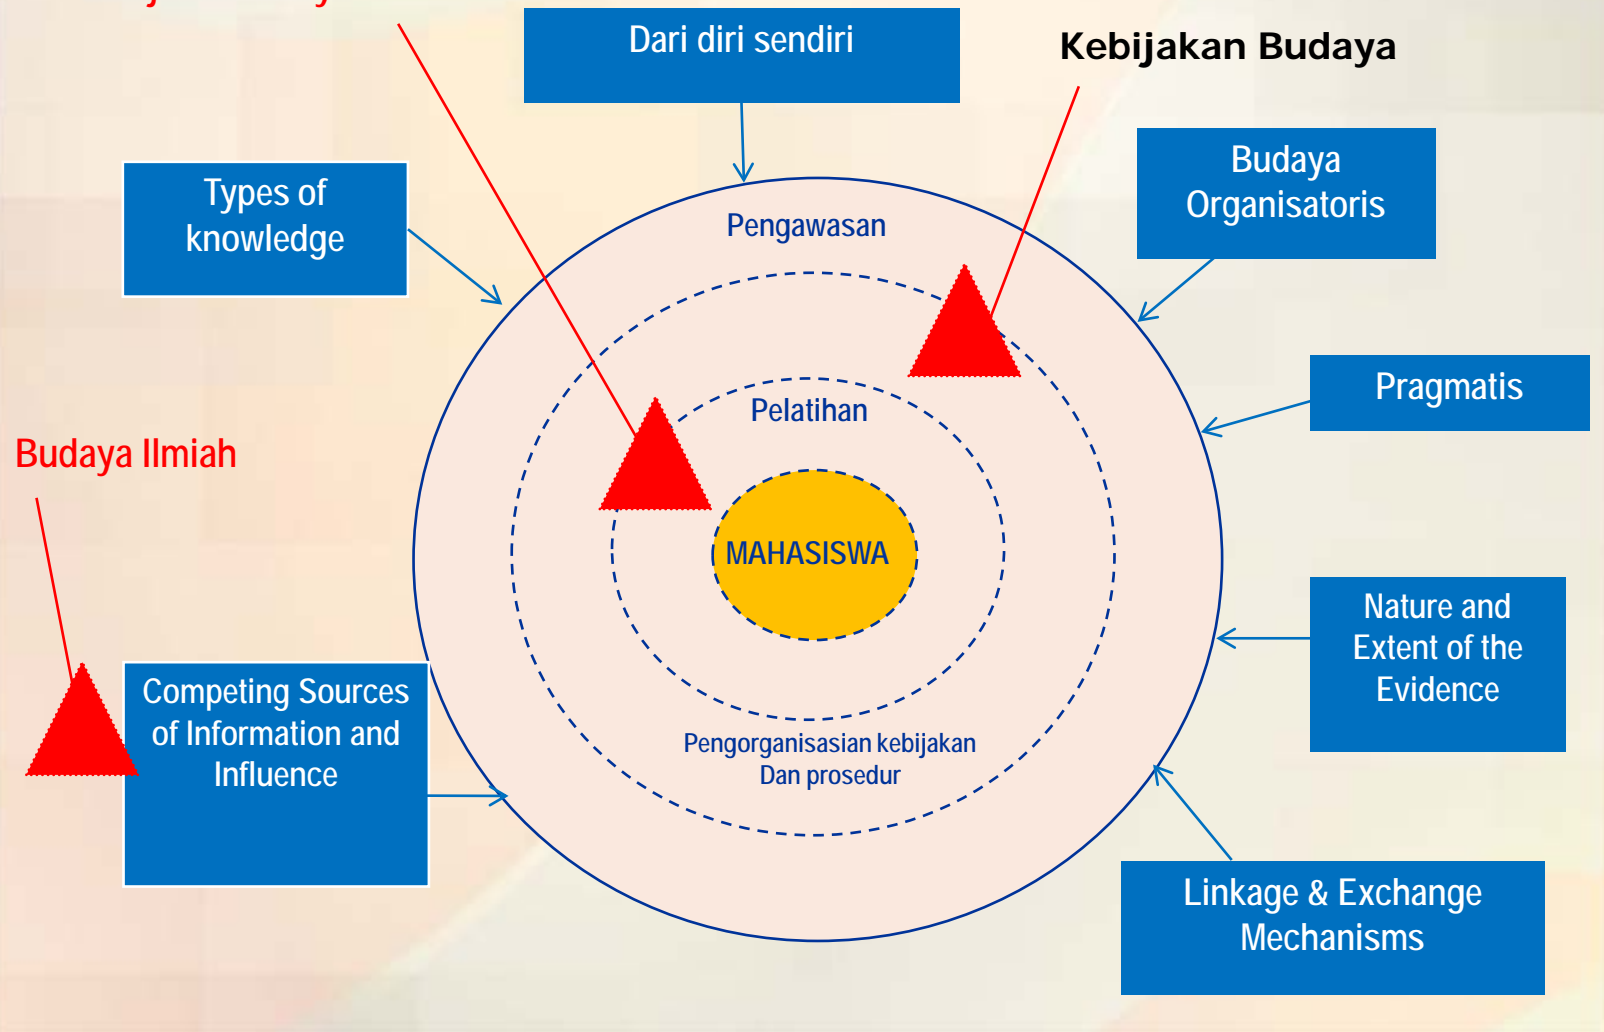 Dari diri sendiri
Kebijakan Budaya
Budaya
Organisatoris
Types of
knowledge
Pengawasan
Pragmatis
Pelatihan
Budaya Ilmiah
MAHASISWA
Nature and
Extent of the
Evidence
Competing Sources
of Information and
Influence
Pengorganisasian kebijakan
Dan prosedur
Linkage & Exchange
Mechanisms